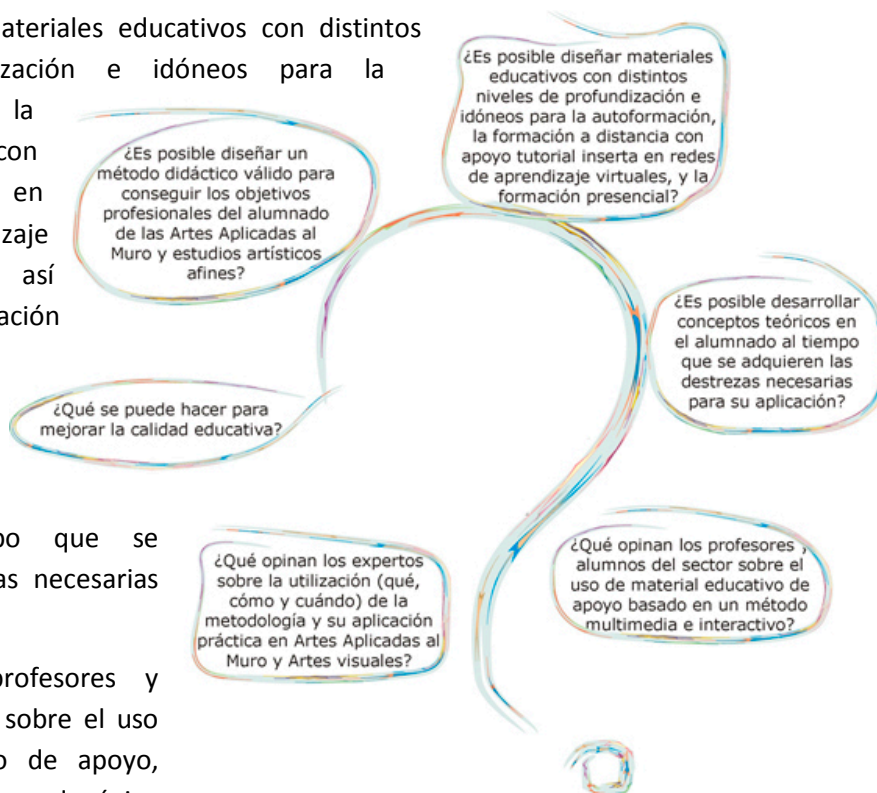 ateriales educativos con distintos
ización e idóneos para la
la
con
en
zaje
así
ación
¿Es posible diseñar materiales
educativos con distintos
niveles de profundización e
idóneos para la autoformación,
la formación a distancia con
apoyo tutorial inserta en redes
de aprendizaje virtuales, y la
formación presencial?
¿Es posible diseñar un
método didáctico válido para
conseguir los objetivos
profesionales del alumnado
de las Artes Aplicadas al
Muro y estudios artísticos
afines?
¿Es posible desarrollar
conceptos teóricos en
el alumnado al tiempo
que se adquieren las
destrezas necesarias
para su aplicación?
¿Qué se puede hacer para
mejorar la calidad educativa?
po que se
as necesarias
¿Qué opinan los expertos
sobre la utilización (qué,
cómo y cuándo) de la
metodología y su aplicación
práctica en Artes Aplicadas al
Muro y Artes visuales?
¿Qué opinan los profesores y
alumnos del sector sobre el
uso de material educativo de
apoyo basado en un método
multimedia e interactivo?
rofesores y
sobre el uso
o de apoyo,